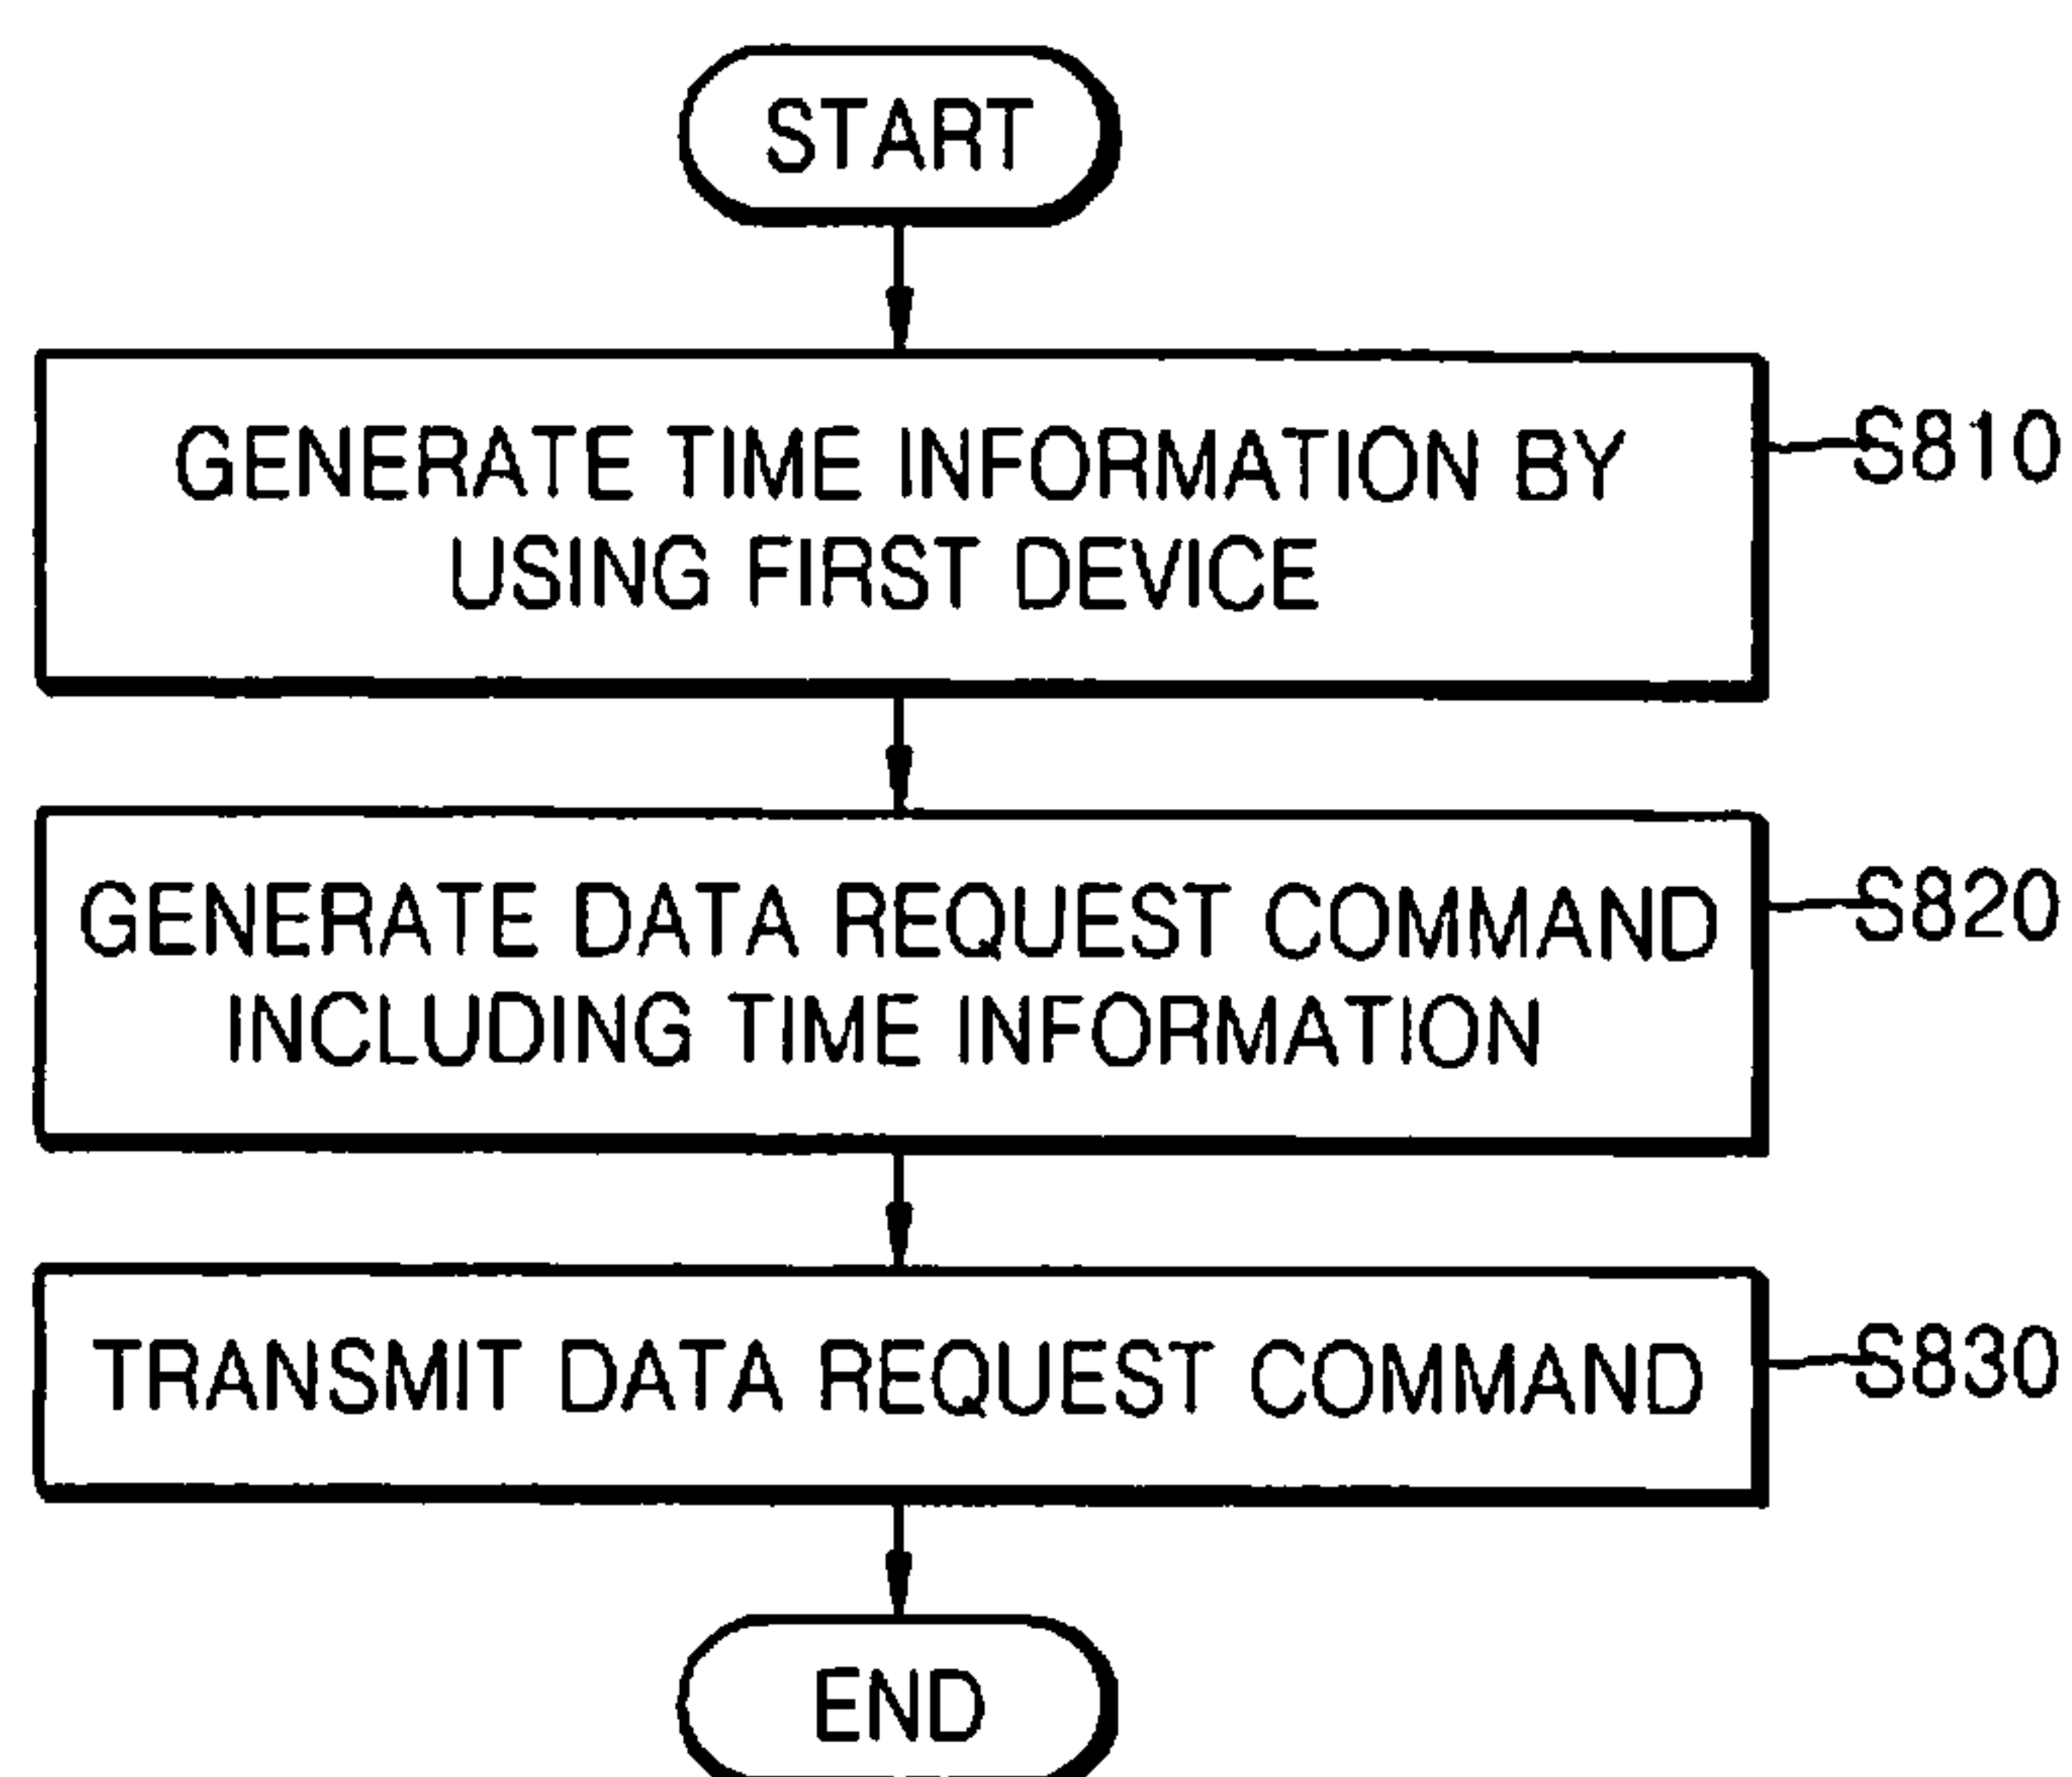 START
GENERATE TIME INFORMATION BY
USING FIRST DEVICE
S810
GENERATE DATA REQUEST COMMAND
INCLUDING TIME INFORMATION
S820
TRANSMIT DATA REQUEST COMMAND
S830
END